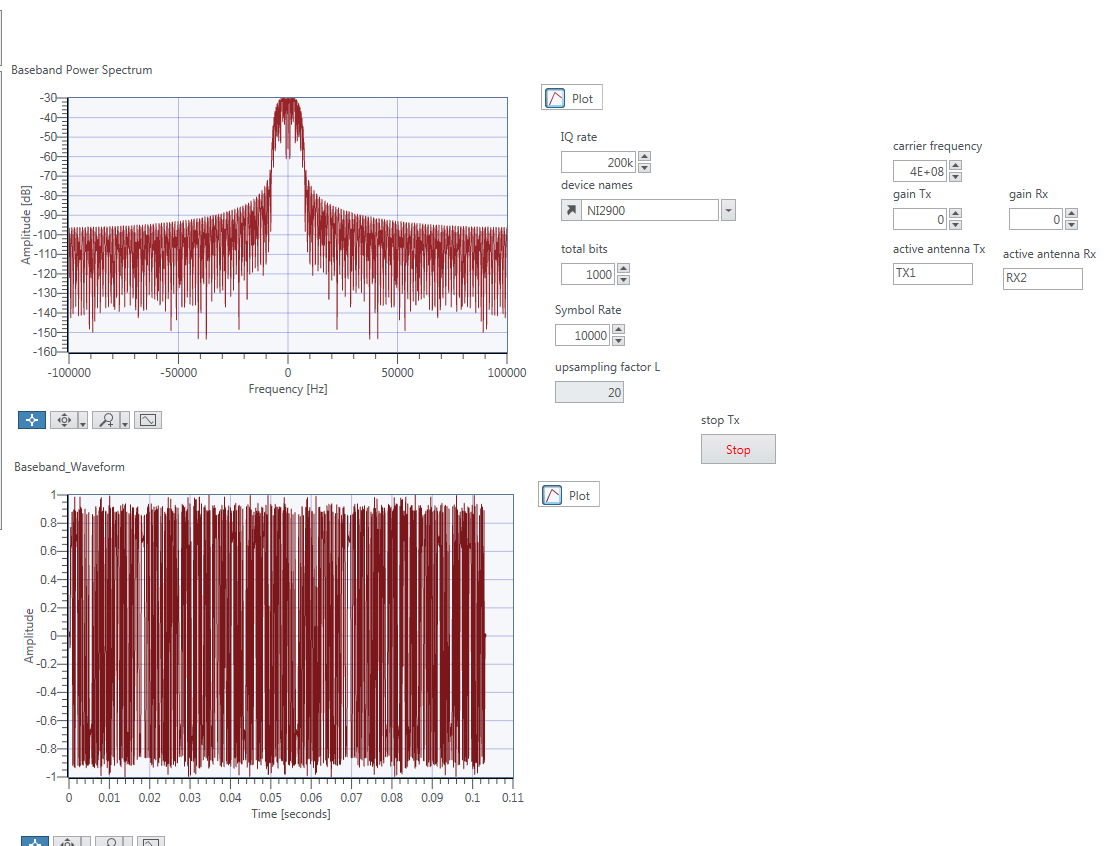 Baseband Power Spectrum
Plot
-30
-40
-50
-60
-70
-80
-90
-100
-110
-120
-130
-140
-150
-160
Amplitude [dB]
-100000 -50000 0 50000 100000
Frequency [Hz]
IQ rate
200k
device names
NI2900
total bits
1000
Symbol Rate
10000
upsampling factor L
20
carrier frequency
4E+08
gain Tx gain Rx
0 0
active antenna Tx active antenna Rx
TX1 RX2
stop Tx
Stop
Baseband_Waveform
Plot
1
0.8
0.6
0.4
0.2
0
-0.2
-0.4
-0.6
-0.8
-1
Amplitude
0 0.01 0.02 0.03 0.04 0.05 0.06 0.07 0.08 0.09 0.1 0.11
Time [seconds]